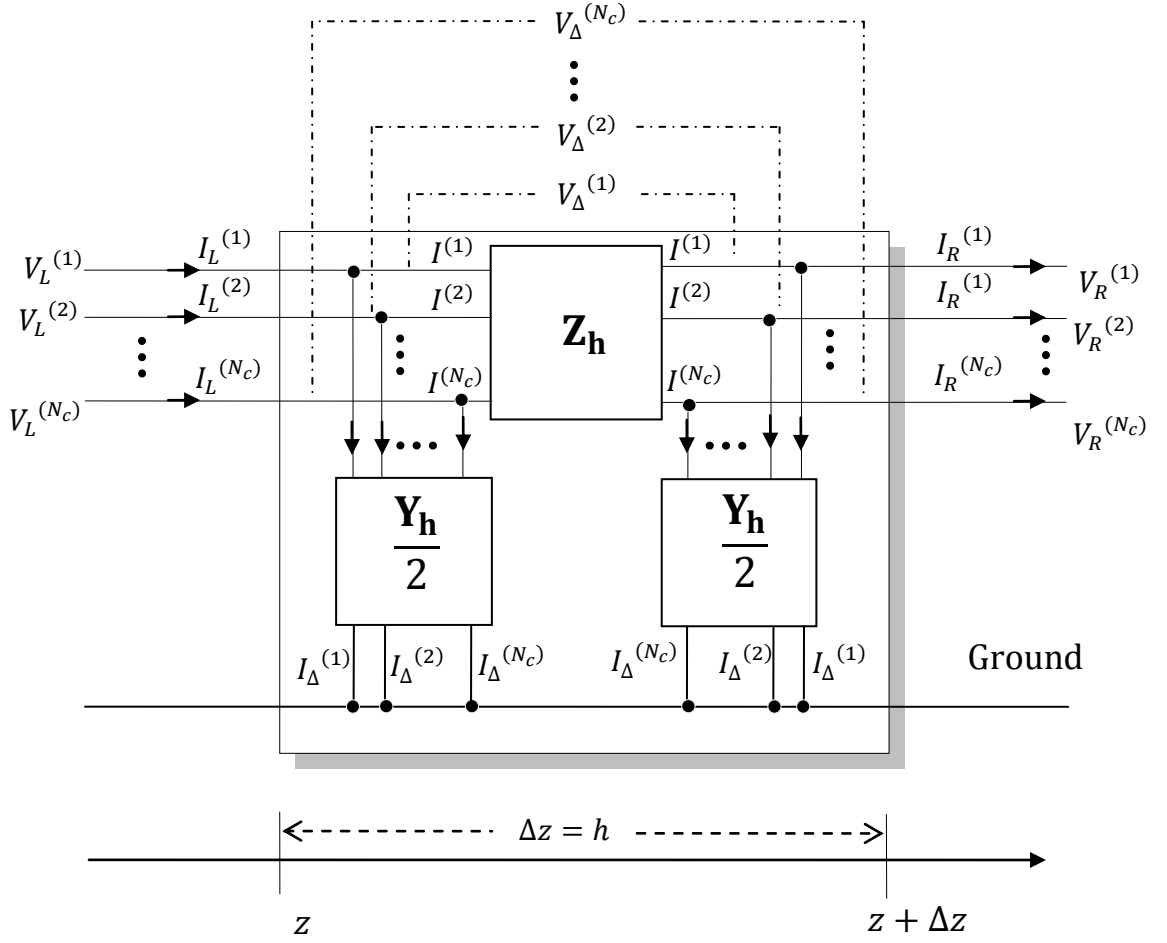 V_Δ^(N_c)
V_Δ^(2)
V_Δ^(1)
V_L^(1) I_L^(1) I^(1) I^(1) I_R^(1) V_R^(1)
V_L^(2) I_L^(2) I^(2) Z_h I^(2) I_R^(1) V_R^(2)
V_L^(N_c) I_L^(N_c) I^(N_c) I^(N_c) I_R^(N_c) V_R^(N_c)
Y_h Y_h
2 2
I_Δ^(1) I_Δ^(2) I_Δ^(N_c) I_Δ^(N_c) I_Δ^(2) I_Δ^(1) Ground
Δz = h
z z + Δz